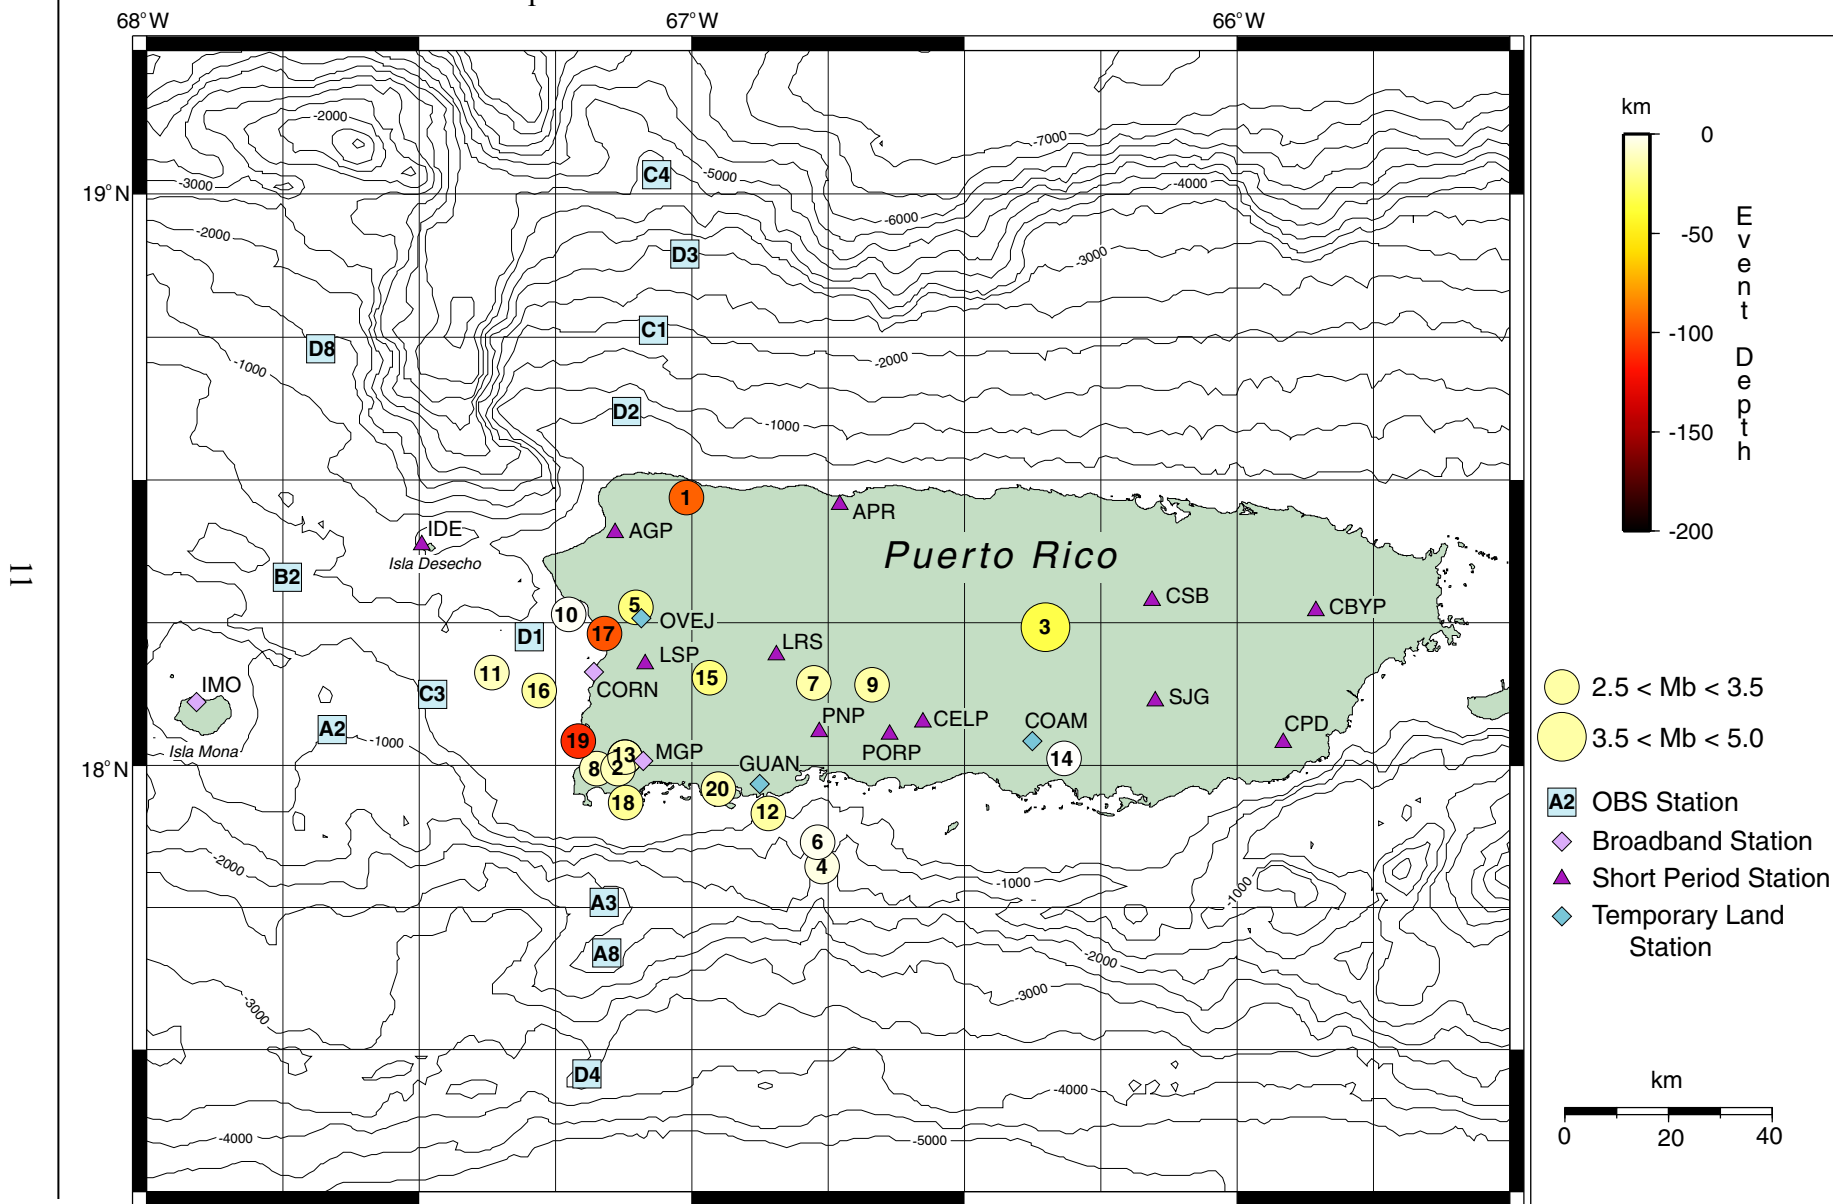 68°W
67°W
66°W
km
-2000
-7000
0
C4
-5000
-4000
-3000
19°N
-6000
Event Depth
-2000
-50
D3
-3000
C1
-100
D8
-2000
-1000
D2
-1000
-150
1
APR
-200
IDE
AGP
Puerto Rico
Isla Desecho
11
B2
CSB
5
CBYP
10
OVEJ
3
17
D1
LRS
LSP
11
15
7
9
IMO
CORN
16
C3
SJG
2.5 < Mb < 3.5
PNP
CELP
COAM
CPD
A2
-1000
19
PORP
3.5 < Mb < 5.0
Isla Mona
13
MGP
GUAN
14
18°N
8
2
20
18
12
A2 OBS Station
6
Broadband Station
-2000
4
-1000
-1000
Short Period Station
A3
Temporary Land
Station
A8
-2000
-3000
-3000
D4
km
-4000
0
20
40
-4000
-5000